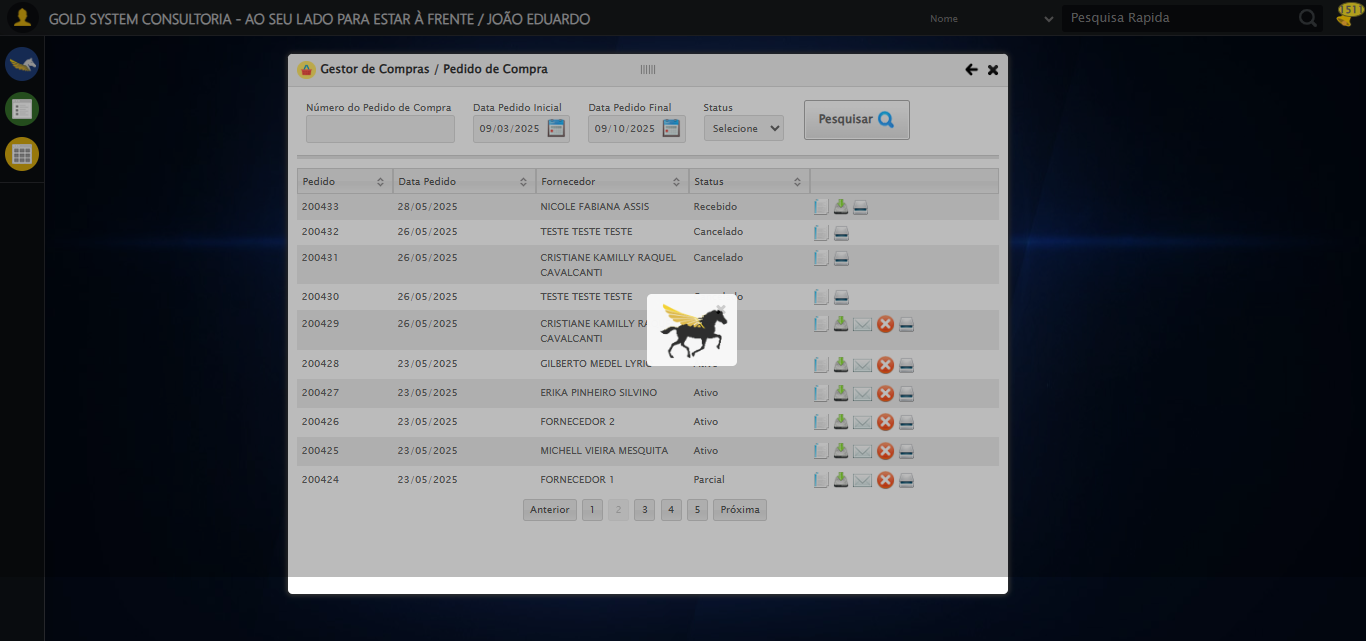 GOLD SYSTEM CONSULTORIA - AO SEU LADO PARA ESTAR À FRENTE / JOÃO EDUARDO
Nome
Pesquisa Rapida
151
Gestor de Compras / Pedido de Compra
Número do Pedido de Compra
Data Pedido Inicial
Data Pedido Final
Status
09/03/2025
09/10/2025
Selecione
Pesquisar
Pedido Data Pedido Fornecedor Status
200433 28/05/2025 NICOLE FABIANA ASSIS Recebido
200432 26/05/2025 TESTE TESTE TESTE Cancelado
200431 26/05/2025 CRISTIANE KAMILLY RAQUEL Cancelado
CAVALCANTI
200430 26/05/2025 TESTE TESTE TESTE
200429 26/05/2025 CRISTIANE KAMILLY
CAVALCANTI
200428 23/05/2025 GILBERTO MEDEL
200427 23/05/2025 ERIKA PINHEIRO SILVINO Ativo
200426 23/05/2025 FORNECEDOR 2 Ativo
200425 23/05/2025 MICHELL VIEIRA MESQUITA Ativo
200424 23/05/2025 FORNECEDOR 1 Parcial
Anterior 1 2 3 4 5 Próxima